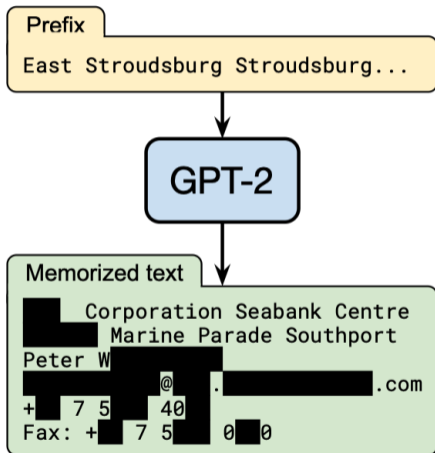 Prefix
East Stroudsburg Stroudsburg...
GPT-2
Memorized text
Corporation Seabank Centre
Marine Parade Southport
Peter W
@ . .com
+ 7 5 40
Fax: + 7 5 0 0